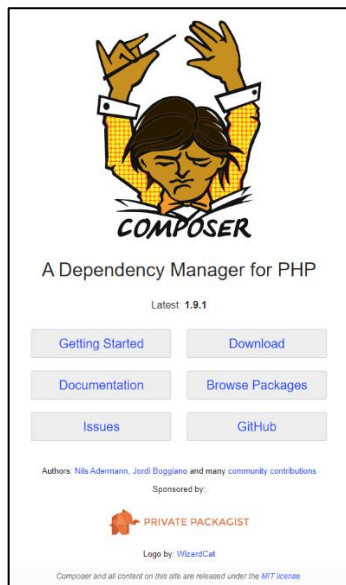 COMPOSER
A Dependency Manager for PHP
Latest: 1.9.1
Getting Started
Download
Documentation
Browse Packages
Issues
GitHub
Authors: Nils Adermann, Jordi Boggiano and many community contributions
Sponsored by:
PRIVATE PACKAGIST
Logo by: WizardCat
Composer and all content on this site are released under the MIT license